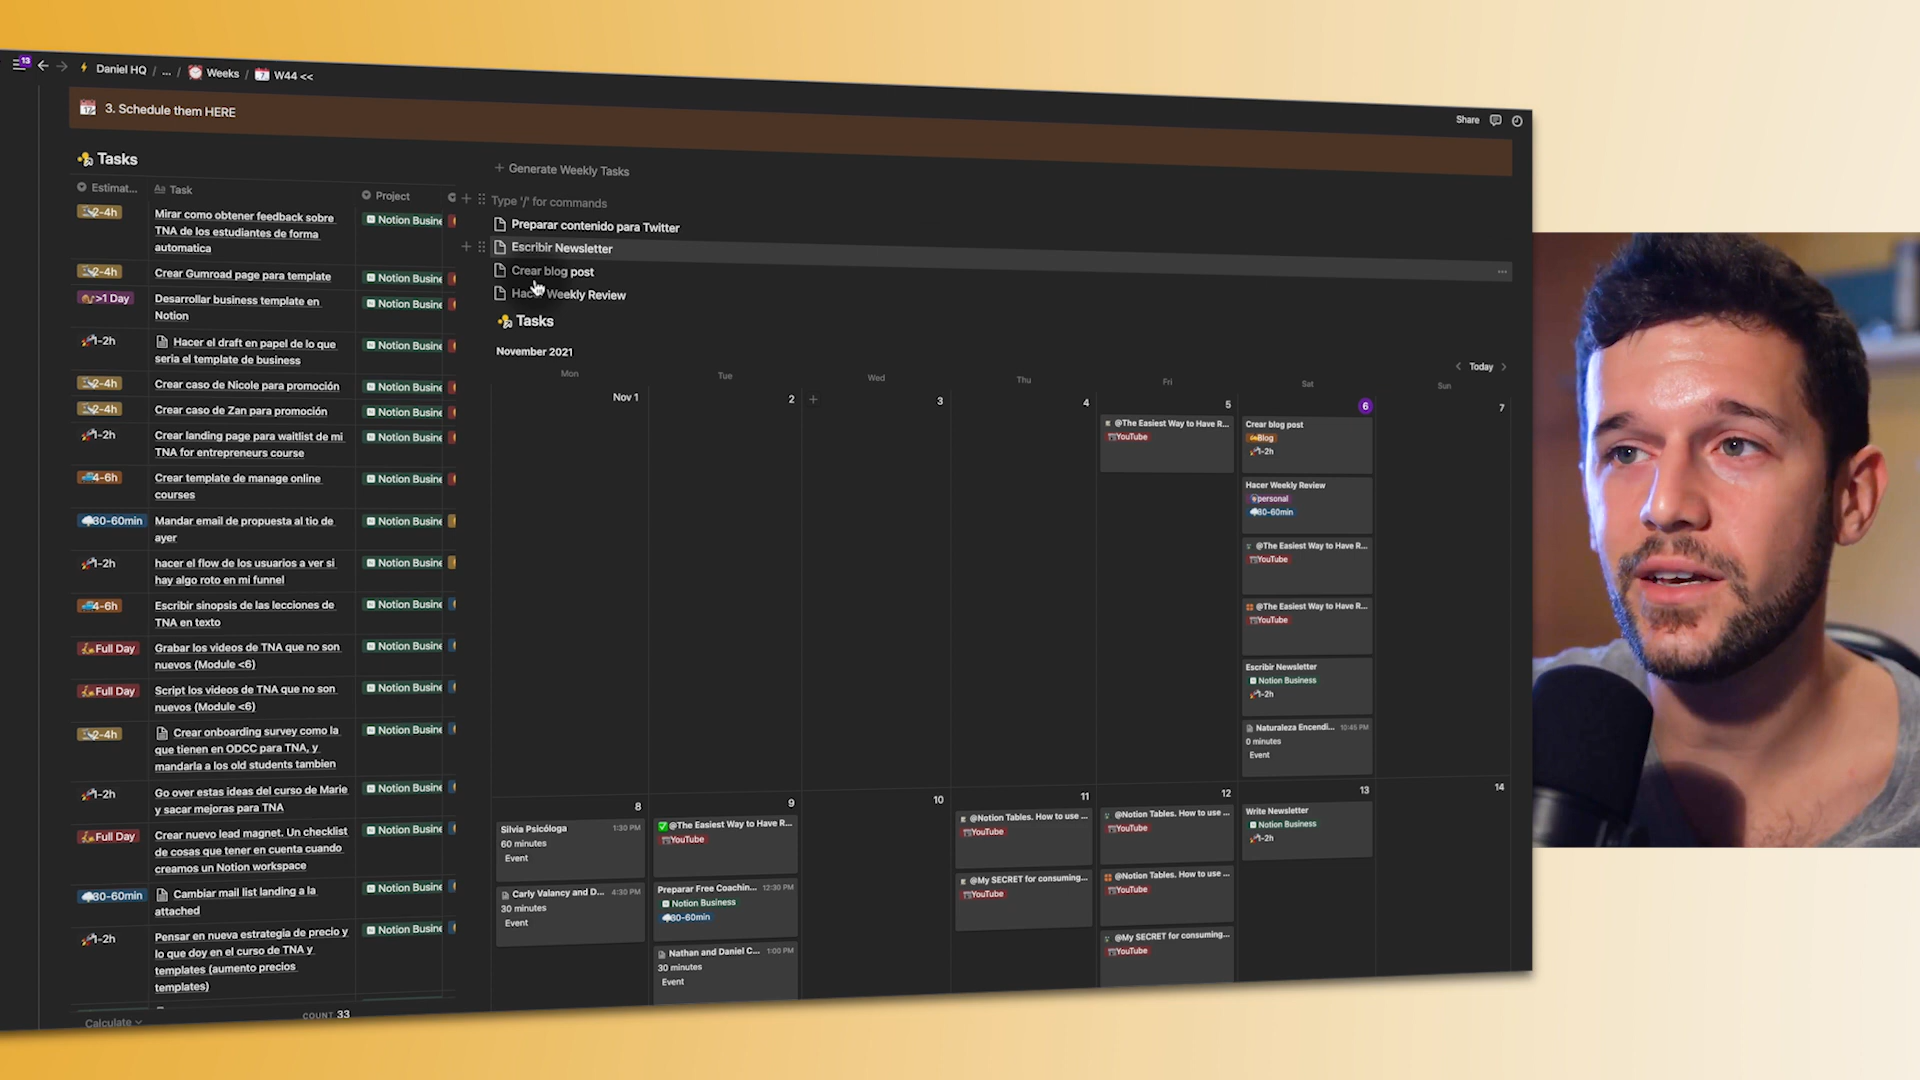 13
Daniel HQ / ... / Weeks / W44 <<
Share
3. Schedule them HERE
Tasks
Estimat...
Aa Task
Project
2-4h
Mirar como obtener feedback sobre
TNA de los estudiantes de forma
automatica
Notion Busine
2-4h
Crear Gumroad page para template
Notion Busine
>1 Day
Desarrollar business template en
Notion
Notion Busine
1-2h
Hacer el draft en papel de lo que
seria el template de business
Notion Busine
2-4h
Crear caso de Nicole para promoción
Notion Busine
2-4h
Crear caso de Zan para promoción
Notion Busine
1-2h
Crear landing page para waitlist de mi
TNA for entrepreneurs course
Notion Busine
4-6h
Crear template de manage online
courses
Notion Busine
30-60min
Mandar email de propuesta al tio de
ayer
Notion Busine
1-2h
hacer el flow de los usuarios a ver si
hay algo roto en mi funnel
Notion Busine
4-6h
Escribir sinopsis de las lecciones de
TNA en texto
Notion Busine
Full Day
Grabar los videos de TNA que no son
nuevos (Module <6)
Notion Busine
Full Day
Script los videos de TNA que no son
nuevos (Module <6)
Notion Busine
2-4h
Crear onboarding survey como la
que tienen en ODCC para TNA, y
mandarla a los old students tambien
Notion Busine
1-2h
Go over estas ideas del curso de Marie
y sacar mejoras para TNA
Notion Busine
Full Day
Crear nuevo lead magnet. Un checklist
de cosas que tener en cuenta cuando
creamos un Notion workspace
Notion Busine
30-60min
Cambiar mail list landing a la
attached
Notion Busine
1-2h
Pensar en nueva estrategia de precio y
lo que doy en el curso de TNA y
templates (aumento precios
templates)
Notion Busine
Calculate
COUNT 33
+ Generate Weekly Tasks
Type '/' for commands
Preparar contenido para Twitter
Escribir Newsletter
Crear blog post
Hacer Weekly Review
Tasks
November 2021
< Today >
Mon
Tue
Wed
Thu
Fri
Sat
Sun
Nov 1
2
3
4
5
@The Easiest Way to Have R...
YouTube
6
Crear blog post
Blog
1-2h
Hacer Weekly Review
personal
30-60min
@The Easiest Way to Have R...
YouTube
@The Easiest Way to Have R...
YouTube
Escribir Newsletter
Notion Business
1-2h
Naturaleza Encendi... 10:45 PM
0 minutes
Event
7
8
Silvia Psicóloga 1:30 PM
60 minutes
Event
Carly Valancy and D... 4:30 PM
30 minutes
Event
9
@The Easiest Way to Have R...
YouTube
Preparar Free Coachin... 12:30 PM
Notion Business
30-60min
Nathan and Daniel C... 1:00 PM
30 minutes
Event
10
11
@Notion Tables. How to use ...
YouTube
@My SECRET for consuming...
YouTube
12
@Notion Tables. How to use ...
YouTube
@Notion Tables. How to use ...
YouTube
@My SECRET for consuming...
YouTube
13
Write Newsletter
Notion Business
1-2h
14